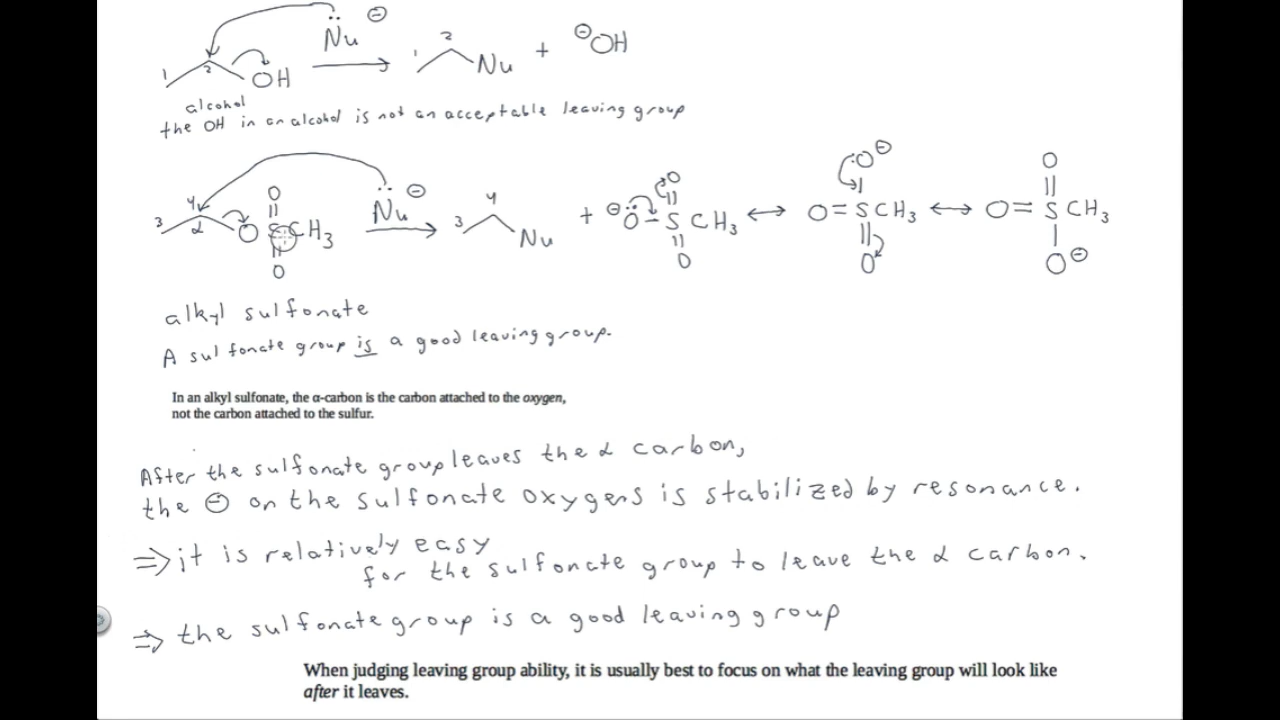 Nu ⊖
1 2 OH → 1 2 Nu + ⊖OH
alcohol
the OH in an alcohol is not an acceptable leaving group
3 4 α O S CH3 O O Nu ⊖ → 3 4 Nu + ⊖O S CH3 O O ↔ O=S CH3 O⊖ O ↔ O= S CH3 O O⊖
alkyl sulfonate
A sulfonate group is a good leaving group.
In an alkyl sulfonate, the α-carbon is the carbon attached to the oxygen,
not the carbon attached to the sulfur.
After the sulfonate group leaves the α carbon,
the ⊖ on the sulfonate oxygens is stabilized by resonance.
⇒ it is relatively easy
for the sulfonate group to leave the α carbon.
⇒ the sulfonate group is a good leaving group
When judging leaving group ability, it is usually best to focus on what the leaving group will look like
after it leaves.